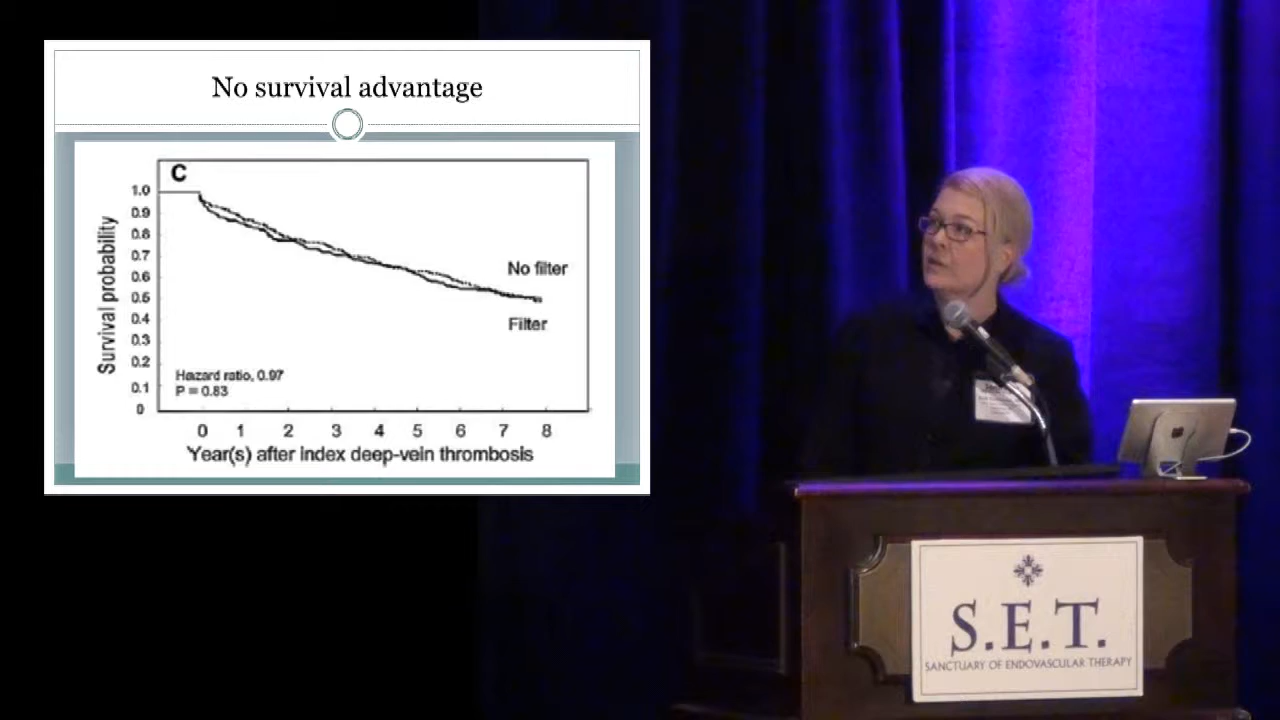 No survival advantage
C
1.0
0.9
0.8
0.7
0.6
0.5
0.4
0.3
0.2
0.1
0
Survival probability
No filter
Filter
Hazard ratio, 0.97
P = 0.83
0 1 2 3 4 5 6 7 8
Year(s) after index deep-vein thrombosis
S.E.T.
SANCTUARY OF ENDOVASCULAR THERAPY